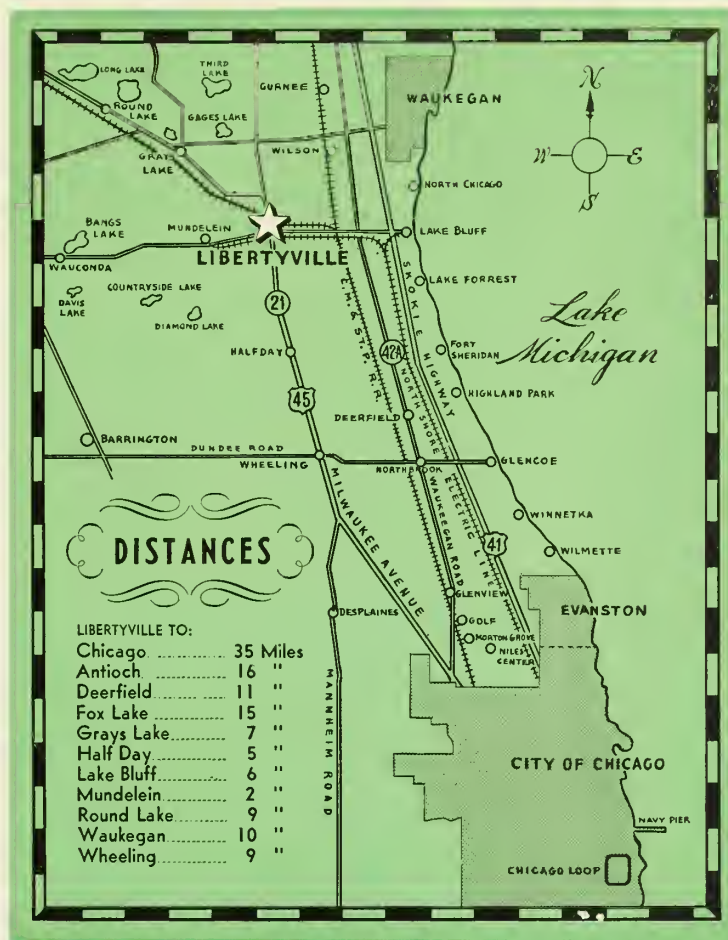 LONG LAKE
THIRD
LAKE
GURNEE
WAUKEGAN
ROUND
LAKE
GAGES LAKE
GRAYS
LAKE
WILSON
N
W
E
S
NORTH CHICAGO
BANGS
LAKE
MUNDELEIN
LAKE BLUFF
LIBERTYVILLE
WAUCONDA
COUNTRYSIDE LAKE
DAVIS
LAKE
DIAMOND LAKE
LAKE FORREST
SKOKIE HIGHWAY
C.M. & ST. P. R.R.
Lake
Michigan
21
HALFDAY
42A
FORT
SHERIDAN
45
HIGHLAND PARK
NORTH SHORE ELECTRIC LINE
DEERFIELD
BARRINGTON
DUNDEE ROAD
WHEELING
NORTHBROOK
GLENCOE
MILWAUKEE AVENUE
WAUKEEGAN ROAD
WINNETKA
41
WILMETTE
DISTANCES
GLENVIEW
EVANSTON
DESPLAINES
GOLF
MORTON GROVE
NILES
CENTER
MANNHEIM ROAD
LIBERTYVILLE TO:
Chicago 35 Miles
Antioch 16 "
Deerfield 11 "
Fox Lake 15 "
Grays Lake 7 "
Half Day 5 "
Lake Bluff 6 "
Mundelein 2 "
Round Lake 9 "
Waukegan 10 "
Wheeling 9 "
CITY OF CHICAGO
NAVY PIER
CHICAGO LOOP